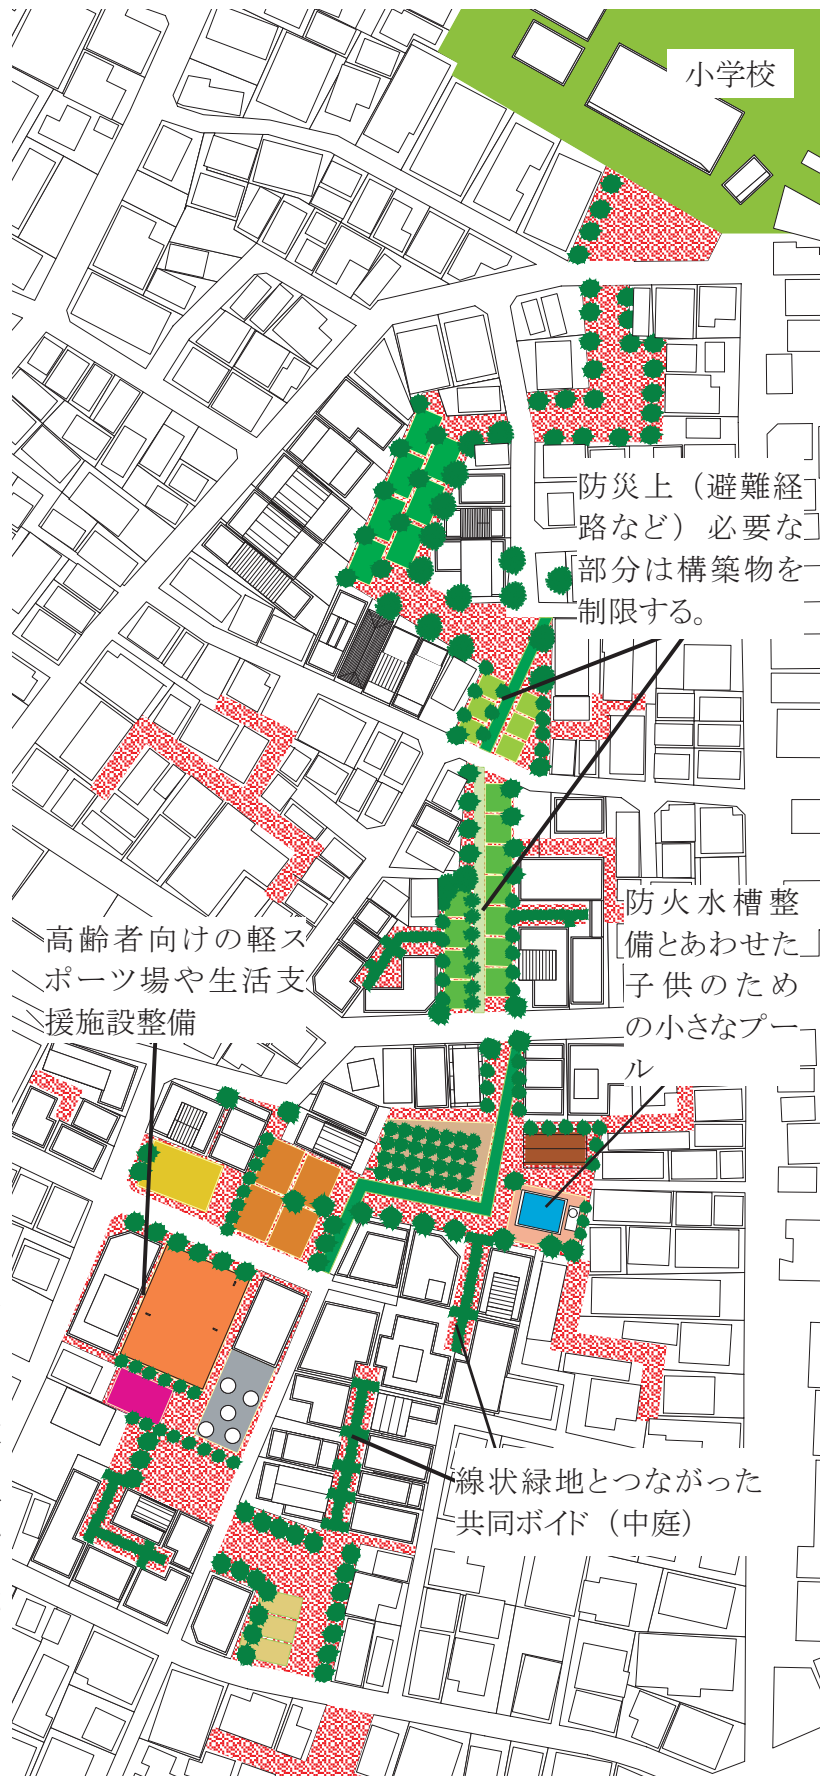 小学校
防災上（避難経
路など）必要な
部分は構築物を
制限する。
高齢者向けの軽ス
ポーツ場や生活支
援施設整備
防火水槽整
備とあわせた
子供のため
の小さなプー
ル
線状緑地とつながった
共同ボイド（中庭）